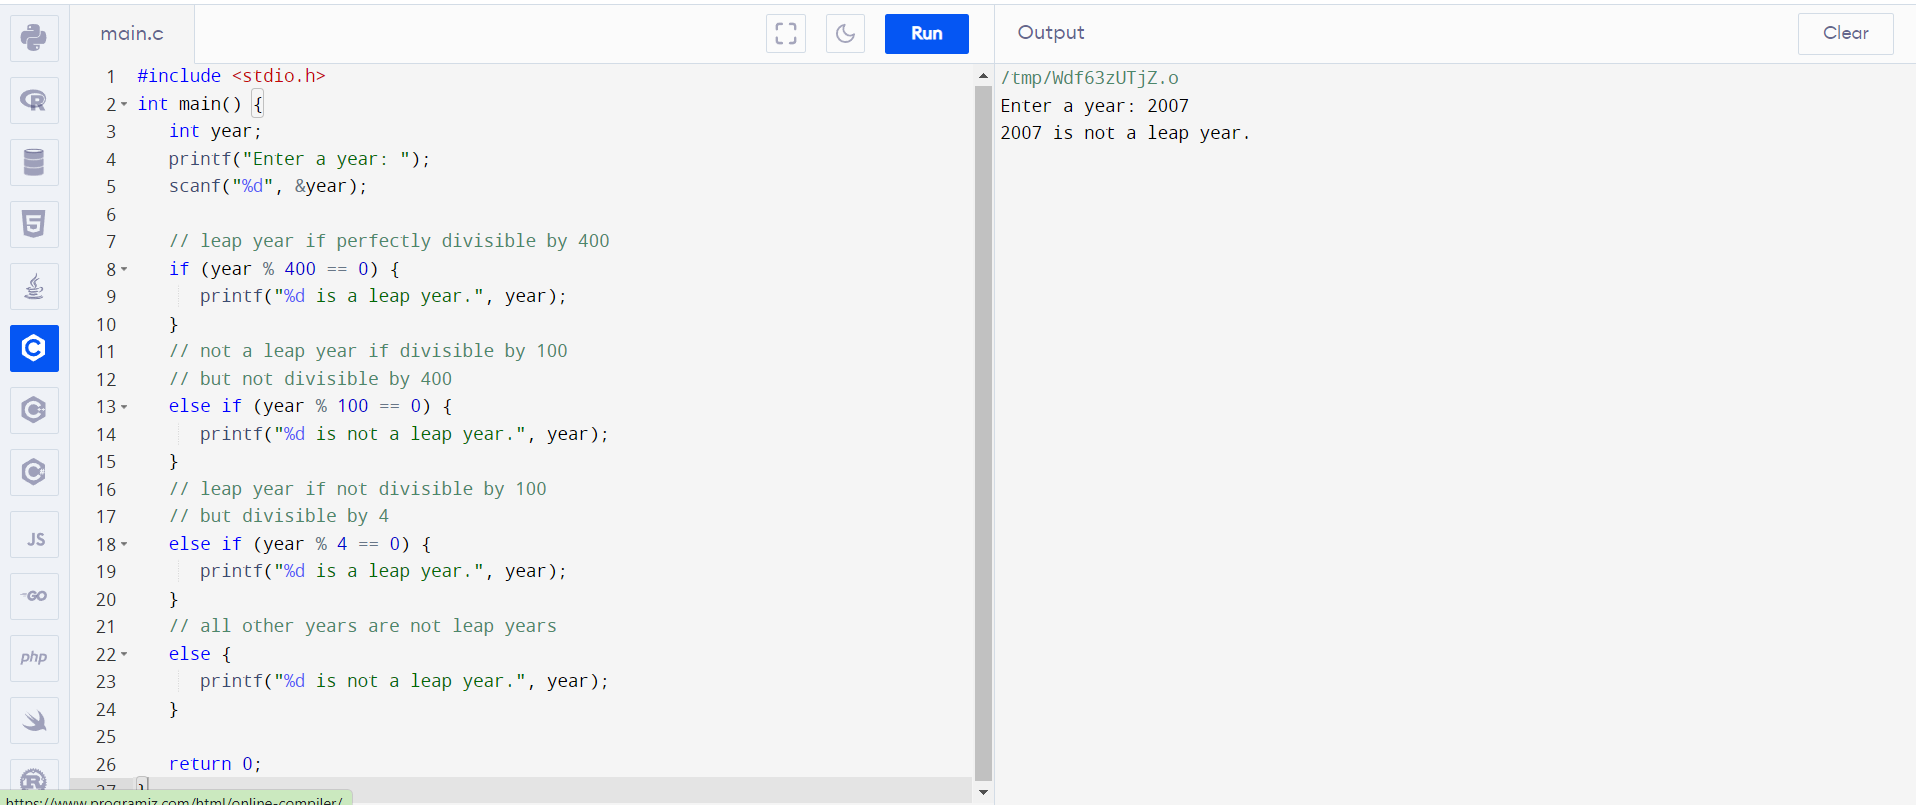 main.c
Run
Output
Clear
1 #include <stdio.h>
2 int main() {
3 int year;
4 printf("Enter a year: ");
5 scanf("%d", &year);
6
7 // leap year if perfectly divisible by 400
8 if (year % 400 == 0) {
9 printf("%d is a leap year.", year);
10 }
11 // not a leap year if divisible by 100
12 // but not divisible by 400
13 else if (year % 100 == 0) {
14 printf("%d is not a leap year.", year);
15 }
16 // leap year if not divisible by 100
17 // but divisible by 4
18 else if (year % 4 == 0) {
19 printf("%d is a leap year.", year);
20 }
21 // all other years are not leap years
22 else {
23 printf("%d is not a leap year.", year);
24 }
25
26 return 0;
27 }
/tmp/Wdf63zUTjZ.o
Enter a year: 2007
2007 is not a leap year.
R
5
C
C
C
JS
GO
php
R
https://www.programiz.com/html/online-compiler/